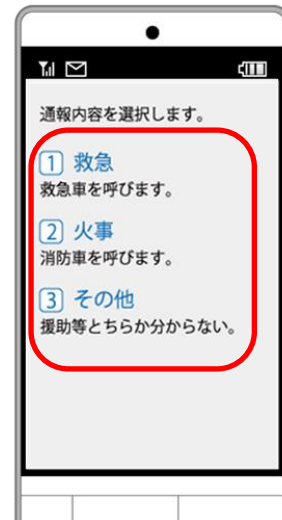 通報内容を選択します。
1 救急
救急車を呼びます。
2 火事
消防車を呼びます。
3 その他
援助等とちらか分からない。